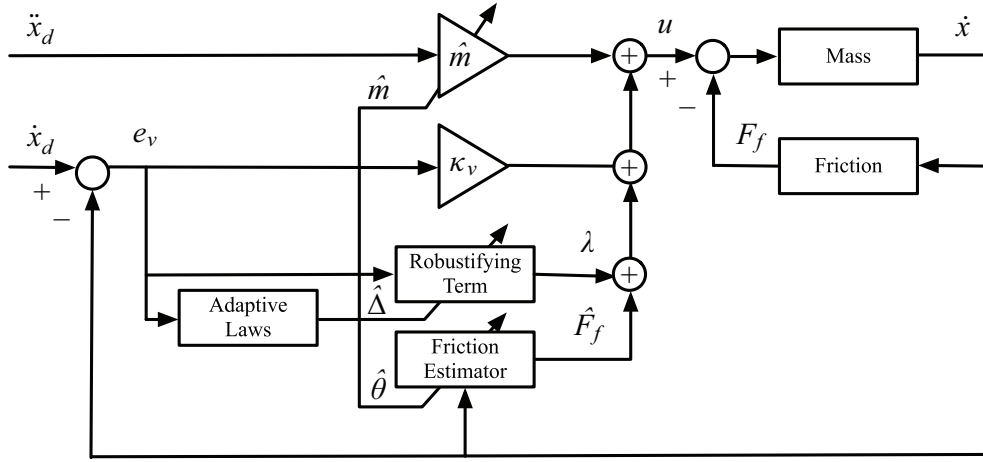 ẍ_d
m̂
u
Mass
ẋ
+
+
−
m̂
ẋ_d
e_v
κ_v
+
F_f
Friction
+
−
Robustifying
Term
λ
+
Adaptive
Laws
Δ̂
Friction
Estimator
F̂_f
θ̂